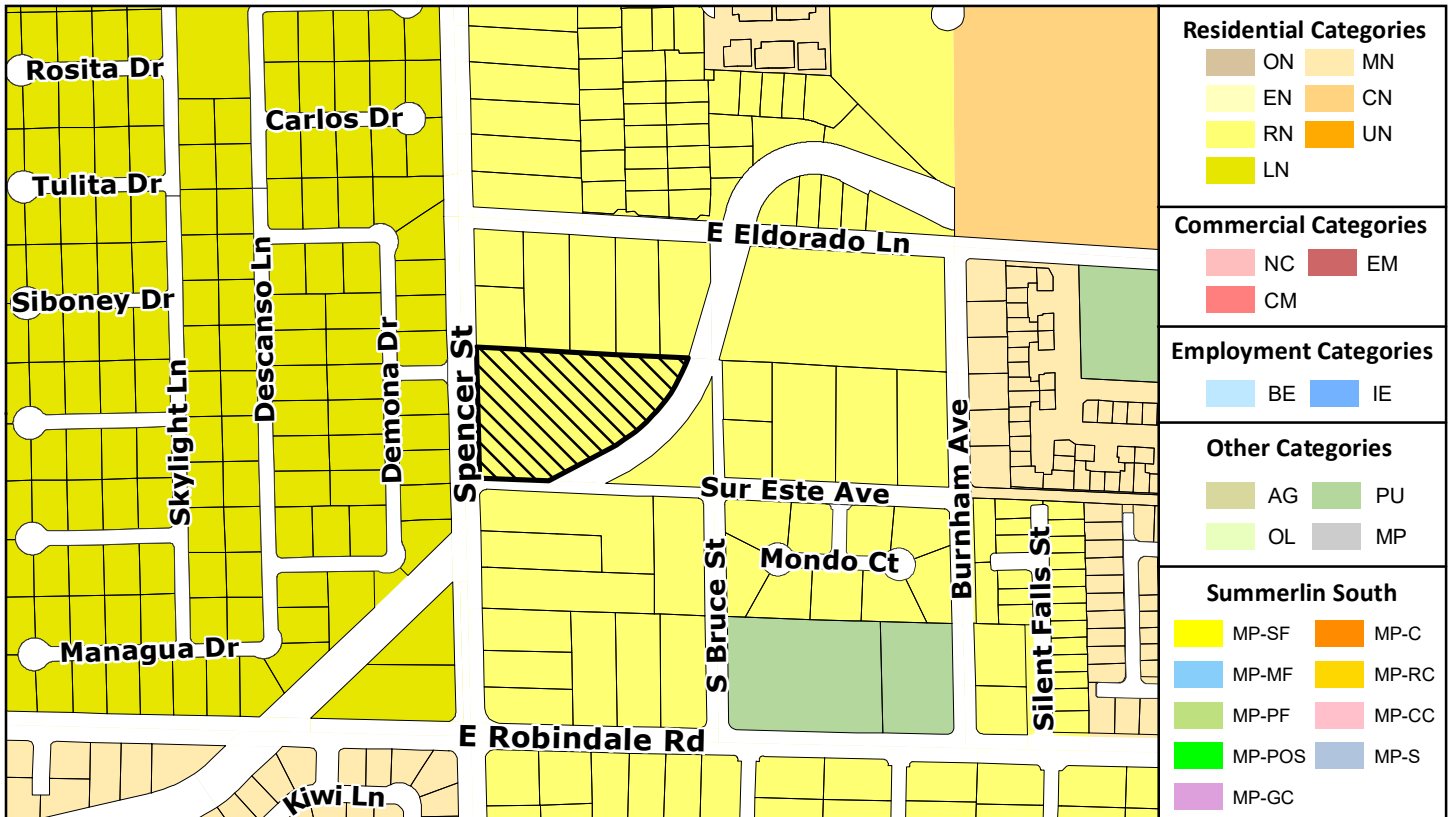 Rosita Dr
Carlos Dr
Tulita Dr
E Eldorado Ln
Siboney Dr
Descanso Ln
Demona Dr
Spencer St
Skylight Ln
Burnham Ave
Sur Este Ave
S Bruce St
Mondo Ct
Silent Falls St
Managua Dr
E Robindale Rd
Kiwi Ln
Residential Categories
ON MN
EN CN
RN UN
LN
Commercial Categories
NC EM
CM
Employment Categories
BE IE
Other Categories
AG PU
OL MP
Summerlin South
MP-SF MP-C
MP-MF MP-RC
MP-PF MP-CC
MP-POS MP-S
MP-GC